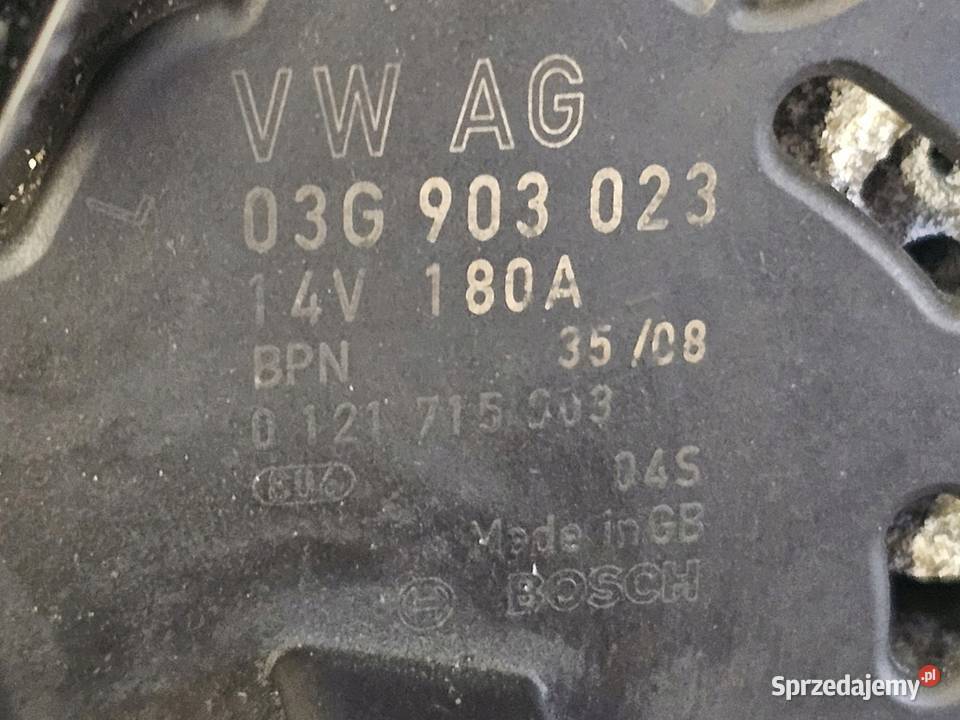 VW AG
03G 903 023
14V 180A
BPN 35/08
0 121 715 003
04S
Made in GB
BOSCH
Sprzedajemy.pl